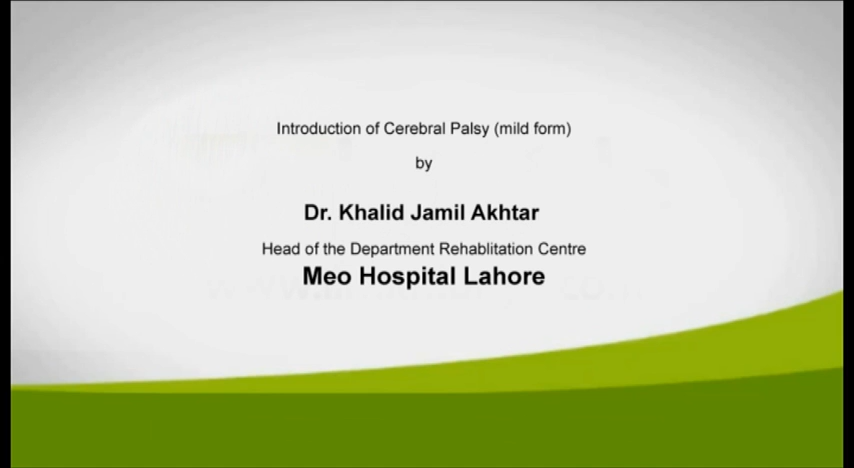 Introduction of Cerebral Palsy (mild form)
by
Dr. Khalid Jamil Akhtar
Head of the Department Rehablitation Centre
Meo Hospital Lahore